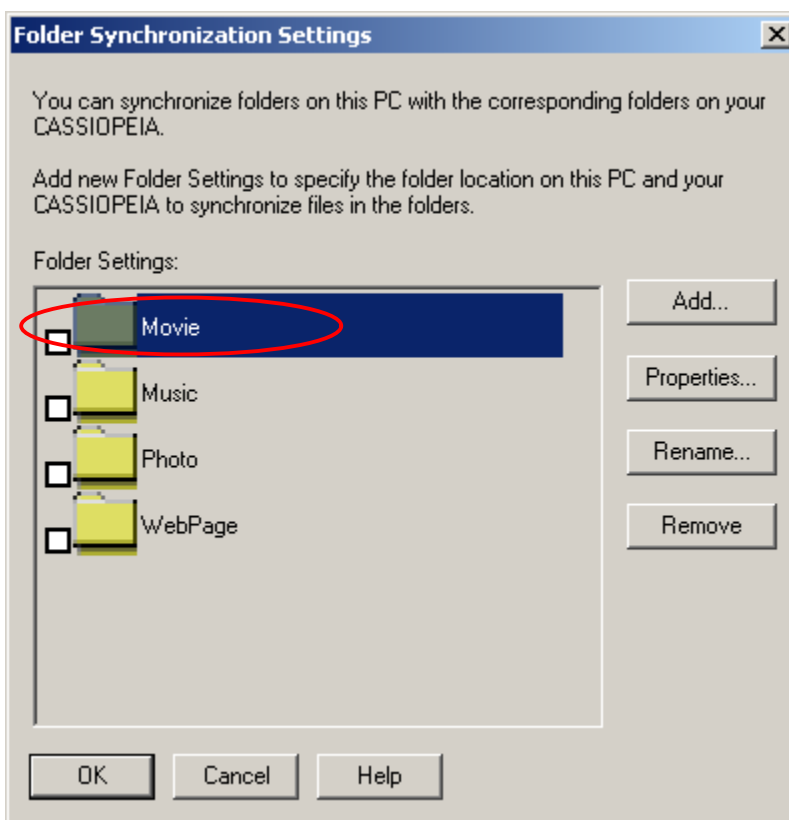 Folder Synchronization Settings
You can synchronize folders on this PC with the corresponding folders on your
CASSIOPEIA.
Add new Folder Settings to specify the folder location on this PC and your
CASSIOPEIA to synchronize files in the folders.
Folder Settings:
Movie
Music
Photo
WebPage
Add...
Properties...
Rename...
Remove
OK
Cancel
Help